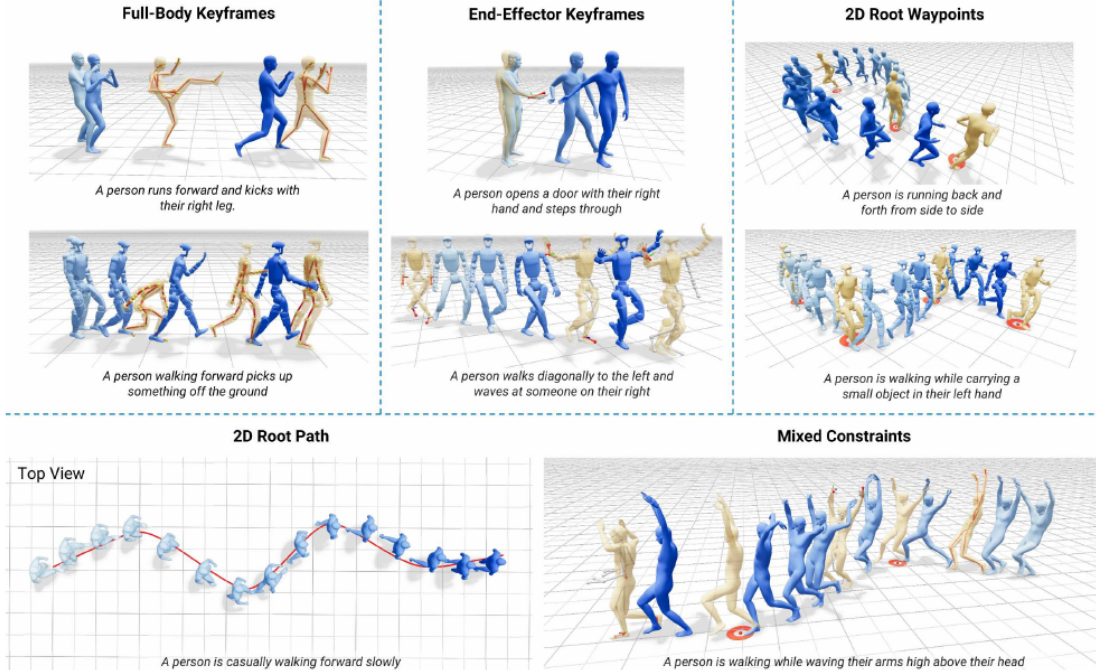 Full-Body Keyframes
A person runs forward and kicks with
their right leg.
A person walking forward picks up
something off the ground
End-Effector Keyframes
A person opens a door with their right
hand and steps through
A person walks diagonally to the left and
waves at someone on their right
2D Root Waypoints
A person is running back and
forth from side to side
A person is walking while carrying a
small object in their left hand
2D Root Path
Top View
A person is casually walking forward slowly
Mixed Constraints
A person is walking while waving their arms high above their head